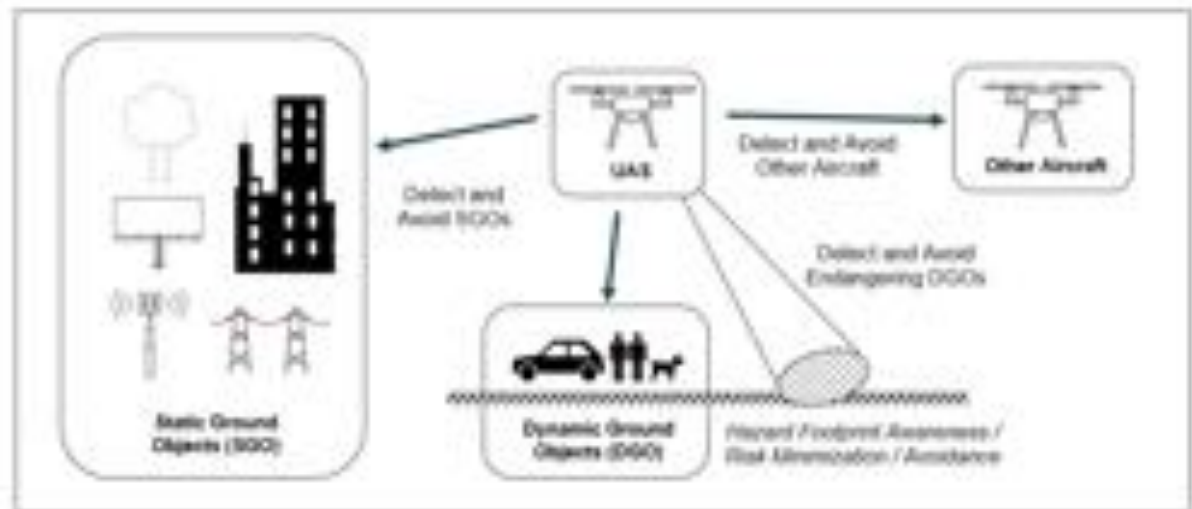 UAS
Detect and Avoid
Other Aircraft
Other Aircraft
Detect and
Avoid SGOs
Detect and Avoid
Endangering DGOs
Static Ground
Objects (SGO)
Dynamic Ground
Objects (DGO)
Hazard Footprint Awareness /
Risk Minimization / Avoidance